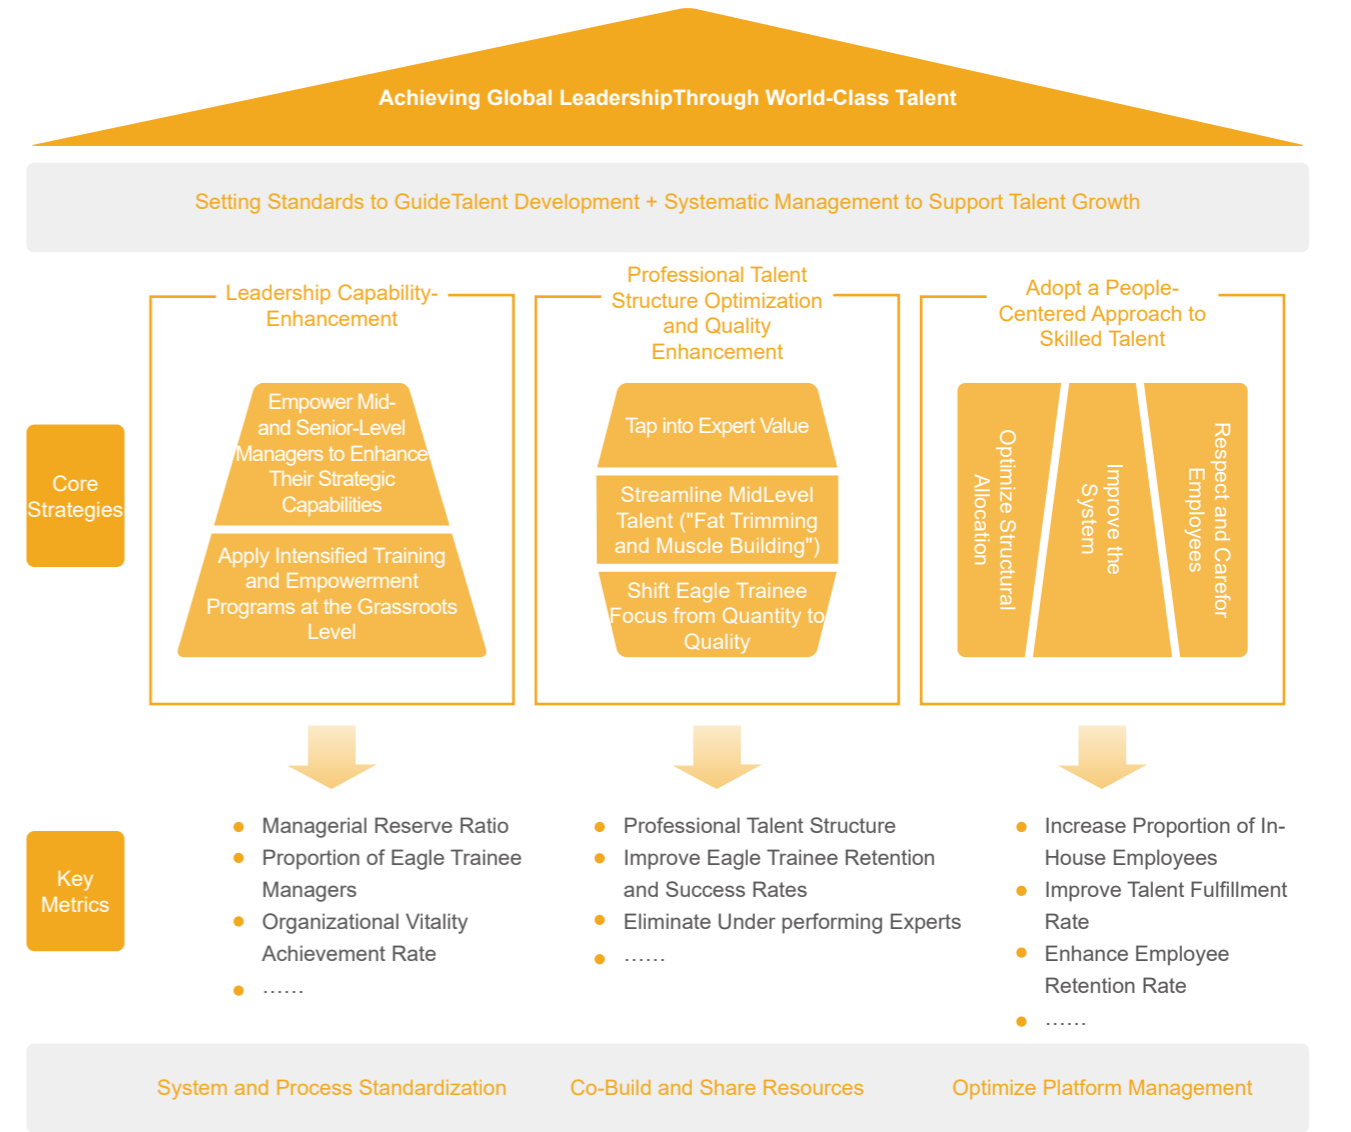 Achieving Global LeadershipThrough World-Class Talent
Setting Standards to GuideTalent Development + Systematic Management to Support Talent Growth
Core
Strategies
Leadership Capability-
Enhancement
Empower Mid-
and Senior-Level
Managers to Enhance
Their Strategic
Capabilities
Apply Intensified Training
and Empowerment
Programs at the Grassroots
Level
Professional Talent
Structure Optimization
and Quality
Enhancement
Tap into Expert Value
Streamline MidLevel
Talent ("Fat Trimming
and Muscle Building")
Shift Eagle Trainee
Focus from Quantity to
Quality
Adopt a People-
Centered Approach to
Skilled Talent
Optimize Structural
Allocation
Improve the
System
Respect and Carefor
Employees
Key
Metrics
Managerial Reserve Ratio
Proportion of Eagle Trainee
Managers
Organizational Vitality
Achievement Rate
……
Professional Talent Structure
Improve Eagle Trainee Retention
and Success Rates
Eliminate Under performing Experts
……
Increase Proportion of In-
House Employees
Improve Talent Fulfillment
Rate
Enhance Employee
Retention Rate
……
System and Process Standardization
Co-Build and Share Resources
Optimize Platform Management